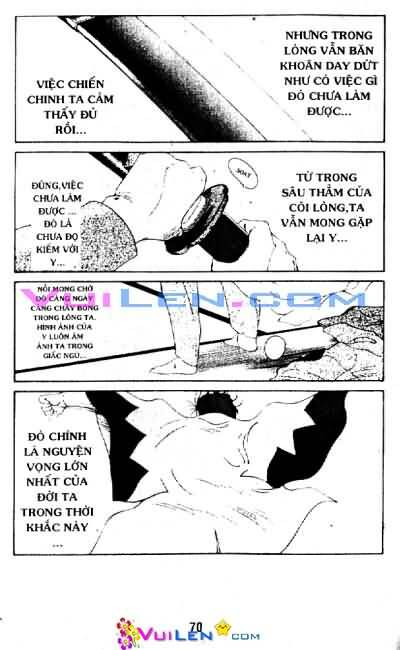 NHƯNG TRONG
LÒNG VẪN BĂN
KHOĂN DAY DỨT
NHƯ CÓ VIỆC GÌ
ĐÓ CHƯA LÀM
ĐƯỢC...
VIỆC CHIẾN
CHINH TA CẢM
THẤY ĐỦ
RỒI...
SOẠT
TỪ TRONG
SÂU THẲM CỦA
CÕI LÒNG,TA
VẪN MONG GẶP
LẠI Y...
ĐÚNG,VIỆC
CHƯA LÀM
ĐƯỢC ...
ĐÓ LÀ
CHƯA ĐỌ
KIẾM VỚI
Y...
NỖI MONG CHỜ
ĐÓ CÀNG NGÀY
CÀNG CHÁY BỎNG
TRONG LÒNG TA.
HÌNH ẢNH CỦA
Y LUÔN ÁM
ẢNH TA TRONG
GIẤC NGỦ...
VUILEN.COM
ĐÓ CHÍNH
LÀ NGUYỆN
VỌNG LỚN
NHẤT CỦA
ĐỜI TA
TRONG THỜI
KHẮC NÀY
...
70
VUILEN.COM